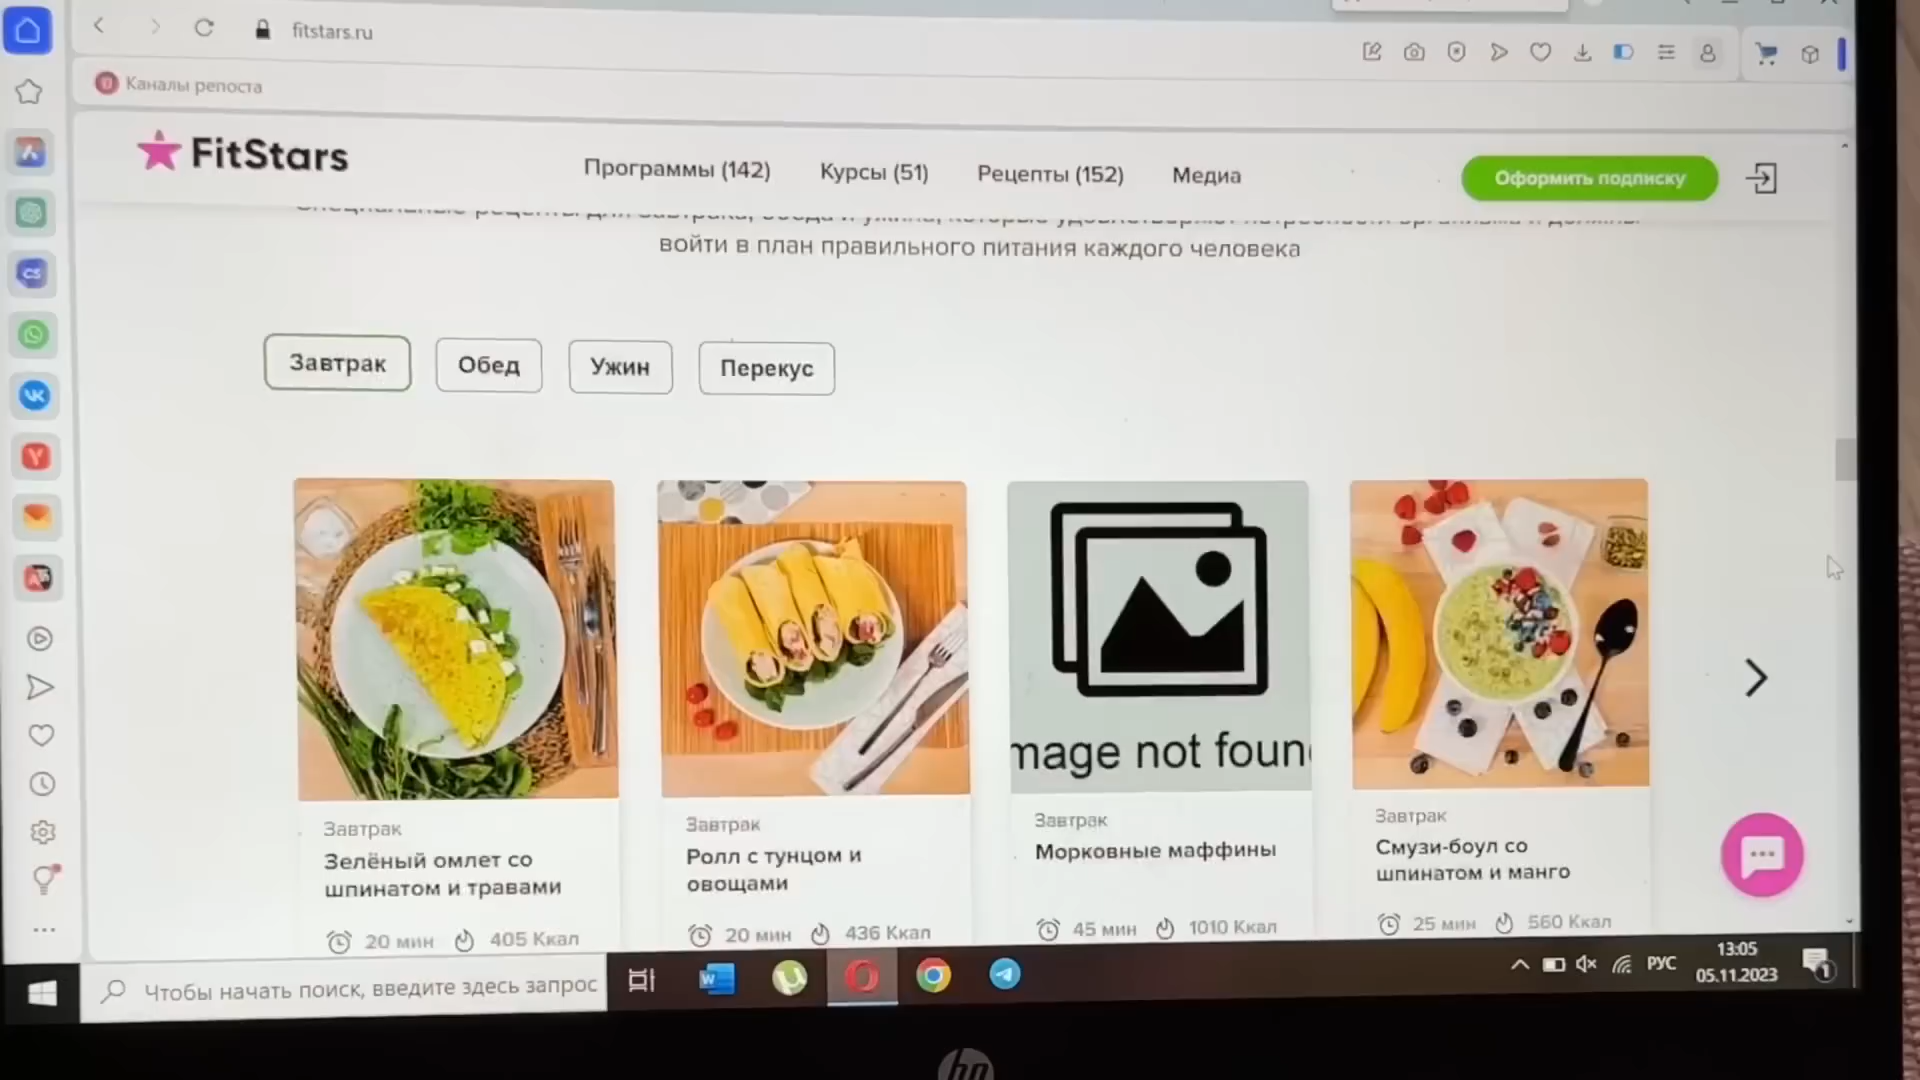 fitstars.ru
Каналы репоста
FitStars
Программы (142)
Курсы (51)
Рецепты (152)
Медиа
Оформить подписку
войти в план правильного питания каждого человека
Завтрак
Обед
Ужин
Перекус
mage not foun
Завтрак
Зелёный омлет со
шпинатом и травами
20 мин
405 Ккал
Завтрак
Ролл с тунцом и
овощами
20 мин
436 Ккал
Завтрак
Морковные маффины
45 мин
1010 Ккал
Завтрак
Смузи-боул со
шпинатом и манго
25 мин
560 Ккал
CS
Чтобы начать поиск, введите здесь запрос
W
РУС
13:05
05.11.2023
1
hp